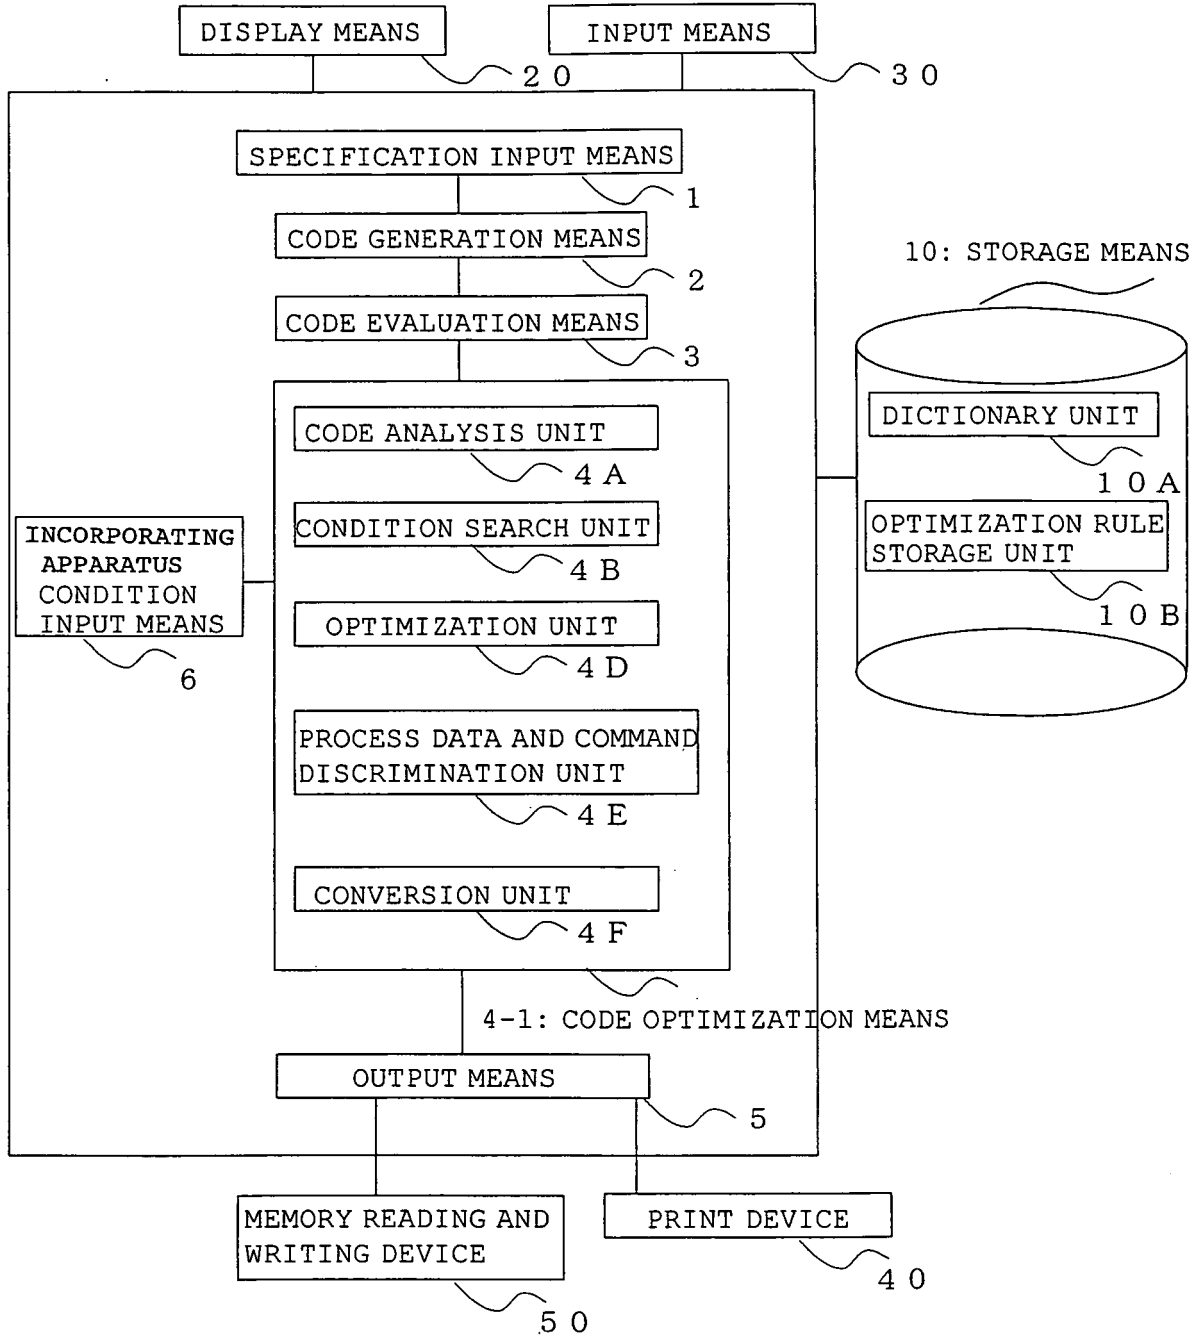 DISPLAY MEANS
20
INPUT MEANS
30
SPECIFICATION INPUT MEANS
1
CODE GENERATION MEANS
2
CODE EVALUATION MEANS
3
10: STORAGE MEANS
DICTIONARY UNIT
10A
OPTIMIZATION RULE
STORAGE UNIT
10B
CODE ANALYSIS UNIT
4A
CONDITION SEARCH UNIT
4B
INCORPORATING
APPARATUS
CONDITION
INPUT MEANS
6
OPTIMIZATION UNIT
4D
PROCESS DATA AND COMMAND
DISCRIMINATION UNIT
4E
CONVERSION UNIT
4F
4-1: CODE OPTIMIZATION MEANS
OUTPUT MEANS
5
MEMORY READING AND
WRITING DEVICE
50
PRINT DEVICE
40